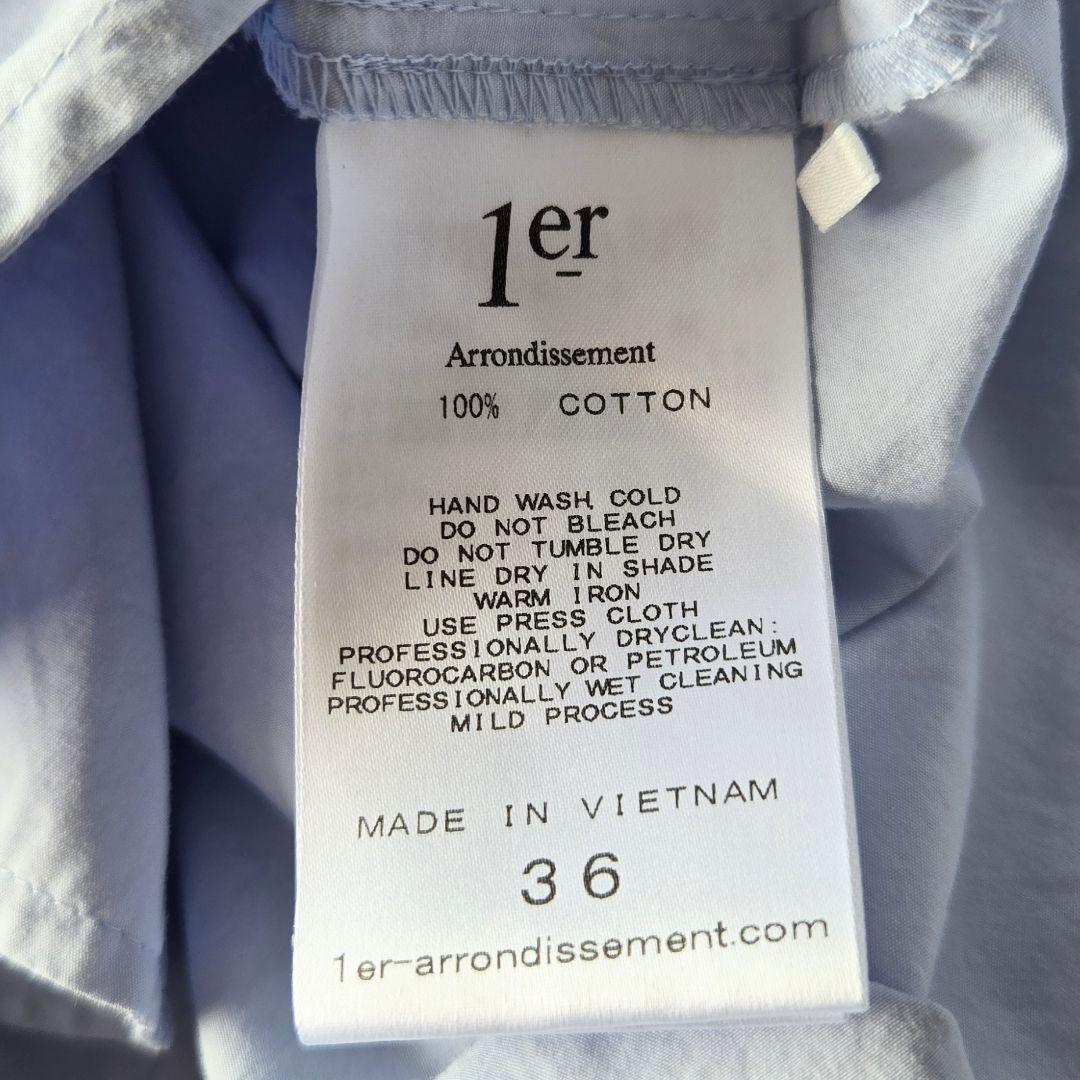 1er
Arrondissement
100% COTTON
HAND WASH, COLD
DO NOT BLEACH
DO NOT TUMBLE DRY
LINE DRY IN SHADE
WARM IRON
USE PRESS CLOTH
PROFESSIONALLY DRYCLEAN:
FLUOROCARBON OR PETROLEUM
PROFESSIONALLY WET CLEANING
MILD PROCESS
MADE IN VIETNAM
36
1er-arrondissement.com